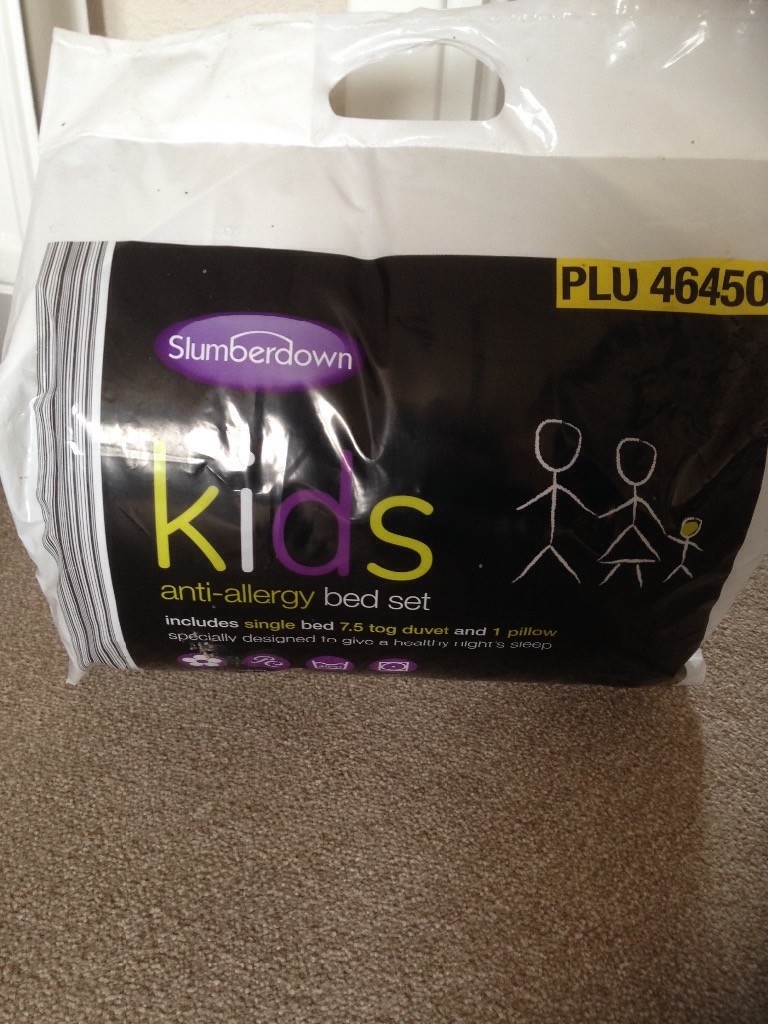 PLU 46450
Slumberdown
kids
anti-allergy bed set
includes single bed 7.5 tog duvet and 1 pillow
specially designed to give a healthy night's sleep